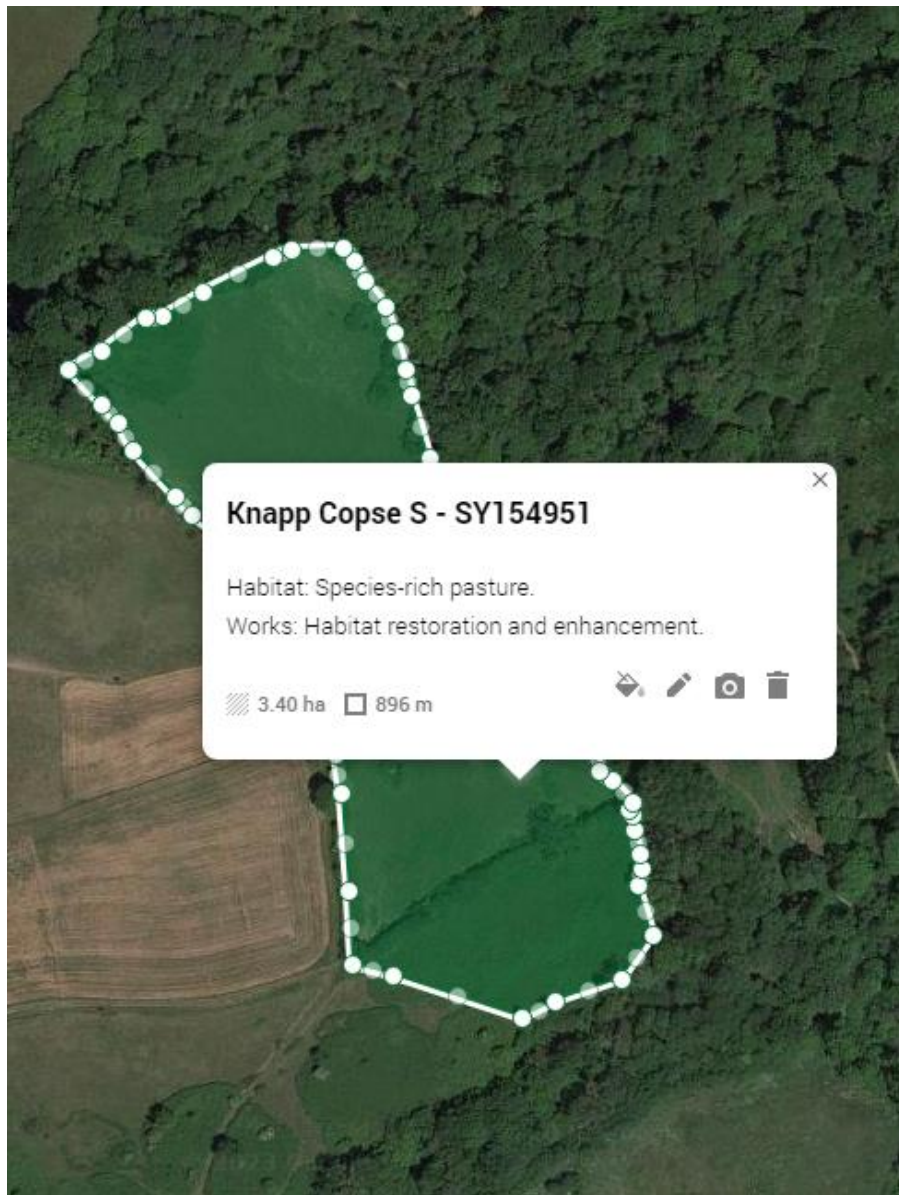 Knapp Copse S - SY154951
Habitat: Species-rich pasture.
Works: Habitat restoration and enhancement.
3.40 ha 896 m